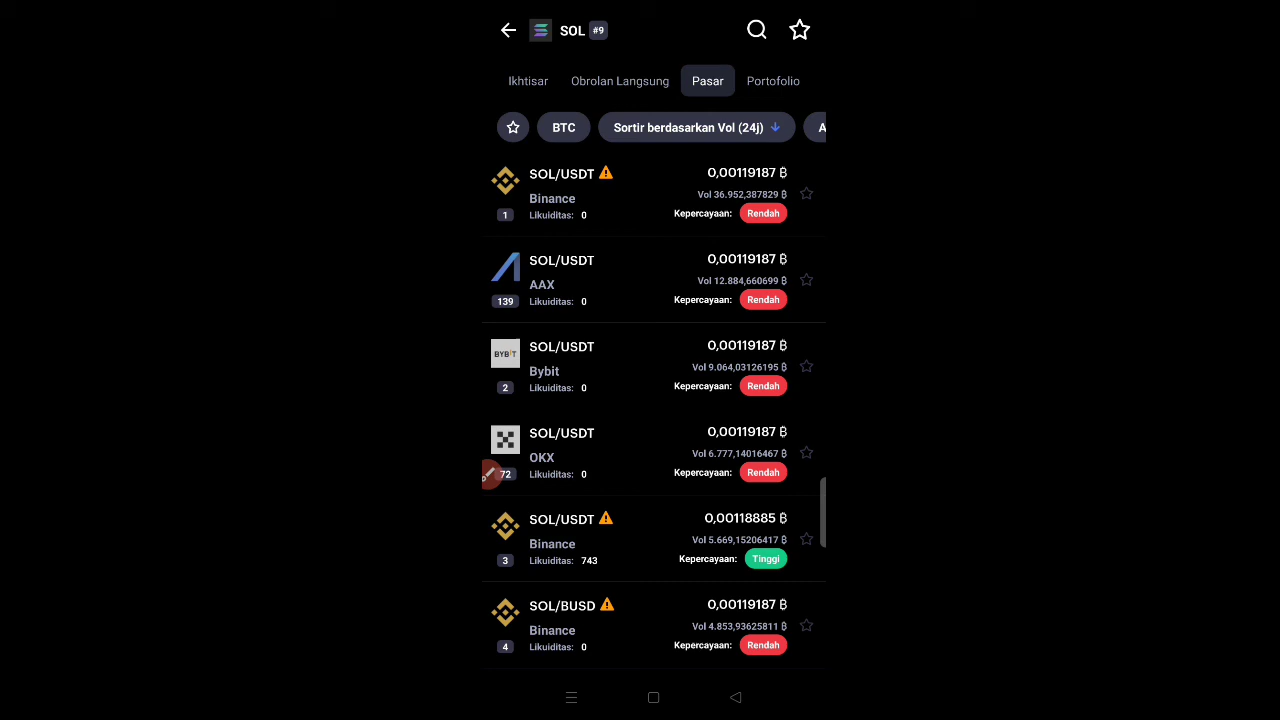 SOL #9
Ikhtisar Obrolan Langsung Pasar Portofolio
BTC Sortir berdasarkan Vol (24j) A
SOL/USDT 0,00119187 ₿
Binance Vol 36.952,387829 ₿
1 Likuiditas: 0 Kepercayaan: Rendah
SOL/USDT 0,00119187 ₿
AAX Vol 12.884,660699 ₿
139 Likuiditas: 0 Kepercayaan: Rendah
SOL/USDT 0,00119187 ₿
BYBIT
Bybit Vol 9.064,03126195 ₿
2 Likuiditas: 0 Kepercayaan: Rendah
SOL/USDT 0,00119187 ₿
OKX Vol 6.777,14016467 ₿
72 Likuiditas: 0 Kepercayaan: Rendah
SOL/USDT 0,00118885 ₿
Binance Vol 5.669,15206417 ₿
3 Likuiditas: 743 Kepercayaan: Tinggi
SOL/BUSD 0,00119187 ₿
Binance Vol 4.853,93625811 ₿
4 Likuiditas: 0 Kepercayaan: Rendah